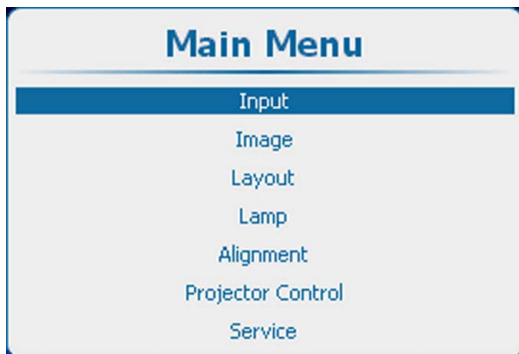 Main Menu
Input
Image
Layout
Lamp
Alignment
Projector Control
Service